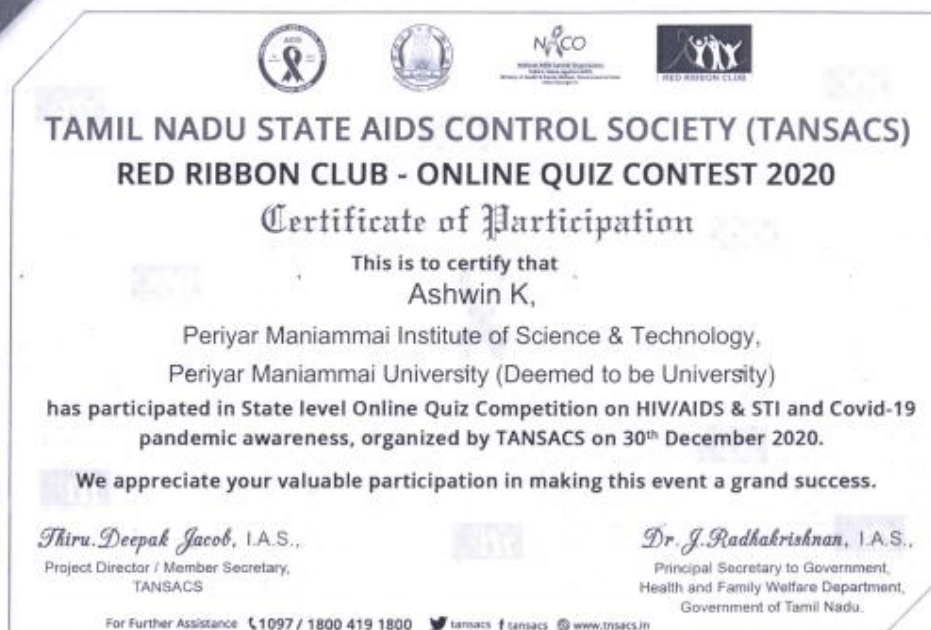 AIDS
NACO
RED RIBBON CLUB
TAMIL NADU STATE AIDS CONTROL SOCIETY (TANSACS)
RED RIBBON CLUB - ONLINE QUIZ CONTEST 2020
Certificate of Participation
This is to certify that
Ashwin K,
Periyar Maniammai Institute of Science & Technology,
Periyar Maniammai University (Deemed to be University)
has participated in State level Online Quiz Competition on HIV/AIDS & STI and Covid-19
pandemic awareness, organized by TANSACS on 30th December 2020.
We appreciate your valuable participation in making this event a grand success.
Thiru.Deepak Jacob, I.A.S.,
Project Director / Member Secretary,
TANSACS
Dr.J.Radhakrishnan, I.A.S.,
Principal Secretary to Government,
Health and Family Welfare Department,
Government of Tamil Nadu.
For Further Assistance 1097 / 1800 419 1800 tansacs tansacs www.tnsacs.in